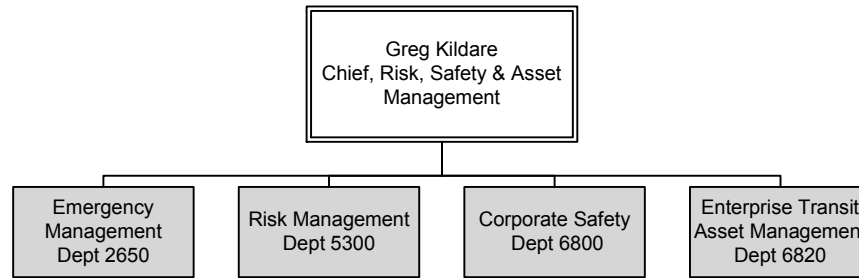 Greg Kildare
Chief, Risk, Safety & Asset
Management
Emergency
Management
Dept 2650
Risk Management
Dept 5300
Corporate Safety
Dept 6800
Enterprise Transit
Asset Management
Dept 6820